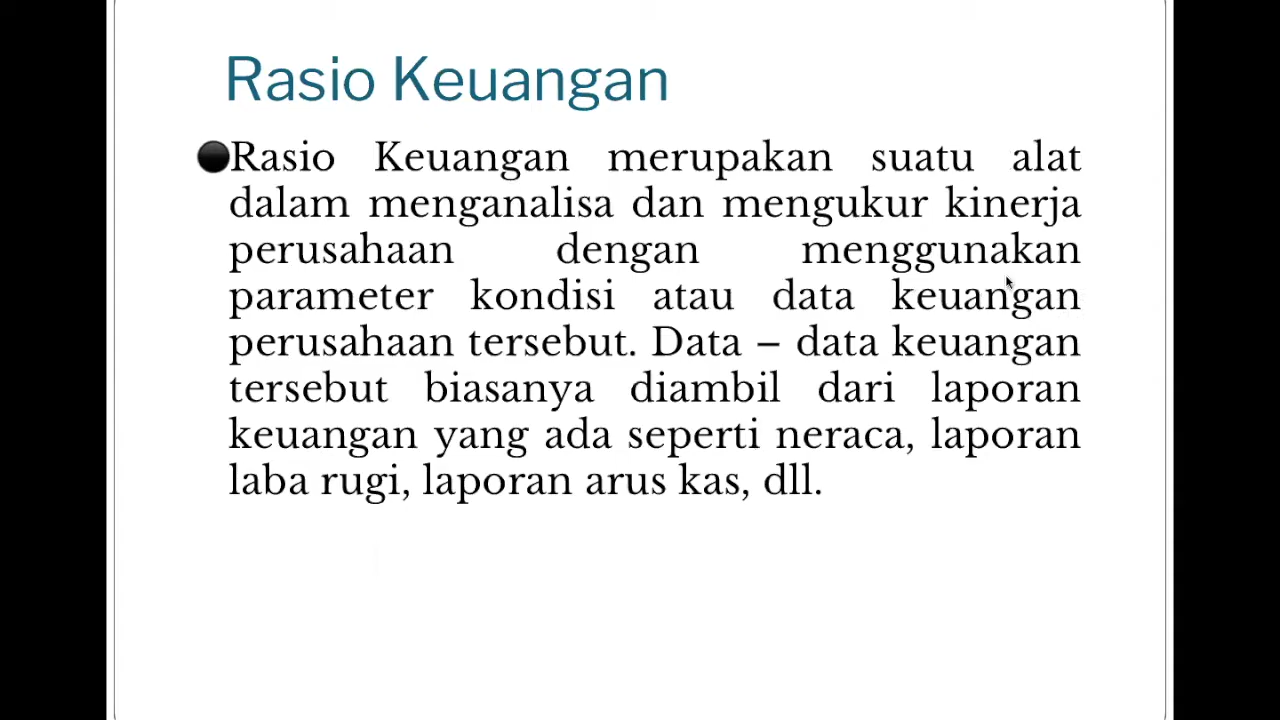 Rasio Keuangan
Rasio Keuangan merupakan suatu alat
dalam menganalisa dan mengukur kinerja
perusahaan dengan menggunakan
parameter kondisi atau data keuangan
perusahaan tersebut. Data – data keuangan
tersebut biasanya diambil dari laporan
keuangan yang ada seperti neraca, laporan
laba rugi, laporan arus kas, dll.